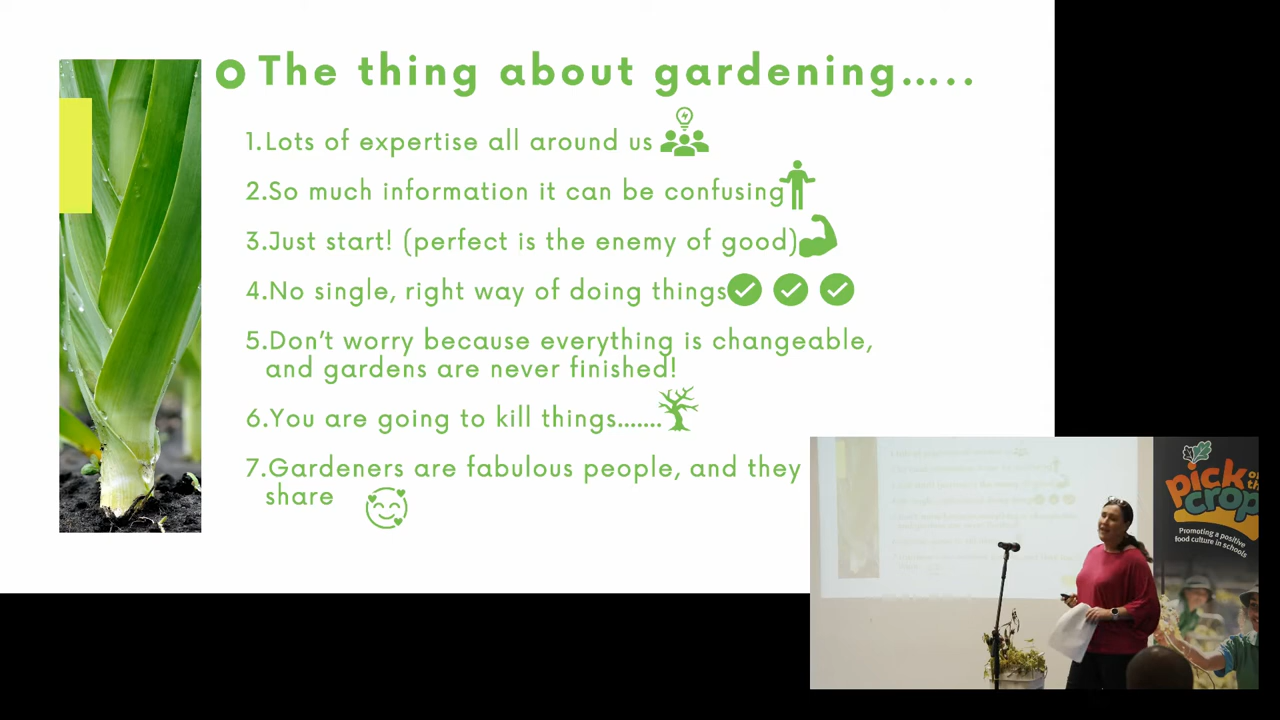 The thing about gardening.....
1.Lots of expertise all around us
2.So much information it can be confusing
3.Just start! (perfect is the enemy of good)
4.No single, right way of doing things
5.Don't worry because everything is changeable,
and gardens are never finished!
6.You are going to kill things.......
7.Gardeners are fabulous people, and they
share
pick of the
crop
Promoting a positive
food culture in schools